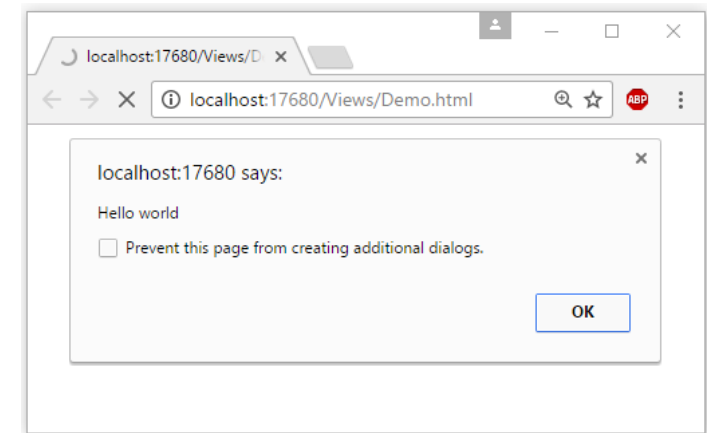 localhost:17680/Views/D
localhost:17680/Views/Demo.html
ABP
localhost:17680 says:
Hello world
Prevent this page from creating additional dialogs.
OK